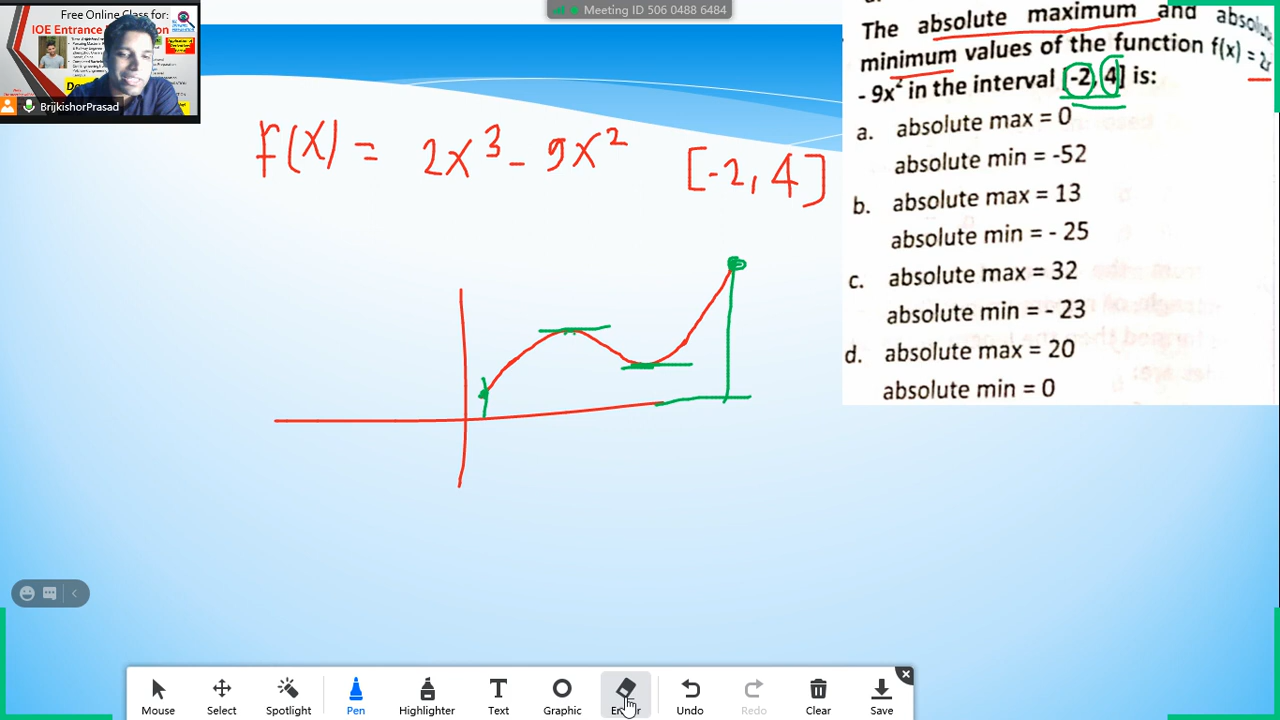 Free Online Class for:
IOE Entrance
BrijkishorPrasad
Meeting ID 506 0488 6484
f(x) = 2x³ - 9x² [-2, 4]
The absolute maximum and absolu
minimum values of the function f(x) = 2x
- 9x² in the interval [-2, 4] is:
a. absolute max = 0
absolute min = -52
b. absolute max = 13
absolute min = - 25
c. absolute max = 32
absolute min = - 23
d. absolute max = 20
absolute min = 0
Mouse
Select
Spotlight
Pen
Highlighter
Text
Graphic
Undo
Redo
Clear
Save